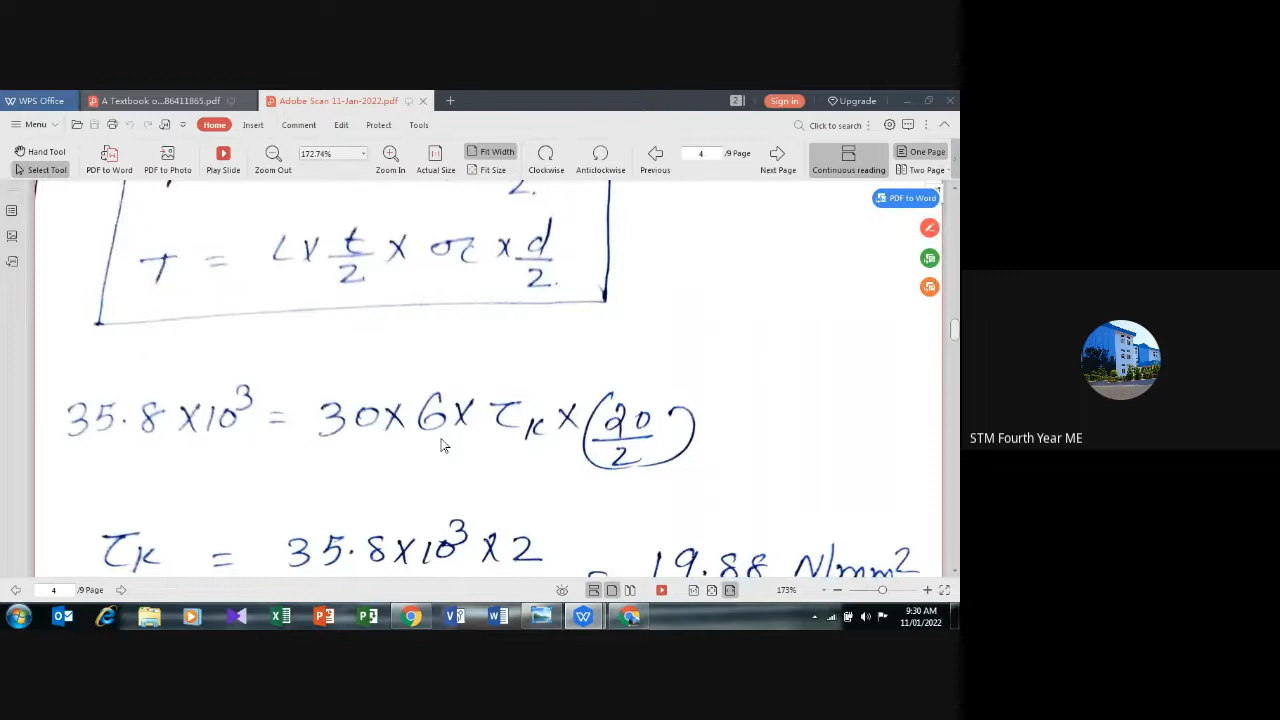 WPS Office A Textbook o...86411865.pdf Adobe Scan 11-Jan-2022.pdf 2 Sign in Upgrade
Menu Home Insert Comment Edit Protect Tools Click to search
Hand Tool
Select Tool PDF to Word PDF to Photo Play Slide Zoom Out 172.74% Zoom In Actual Size Fit Width Fit Size Clockwise Anticlockwise Previous 4 /9 Page Next Page Continuous reading One Page Two Page
PDF to Word
2.
T = L x t/2 x σc x d/2.
35.8 x 10³ = 30 x 6 x τk x (20/2)
τk = 35.8 x 10³ x 2 = 19.88 N/mm²
STM Fourth Year ME
4 /9 Page 173%
9:30 AM
11/01/2022